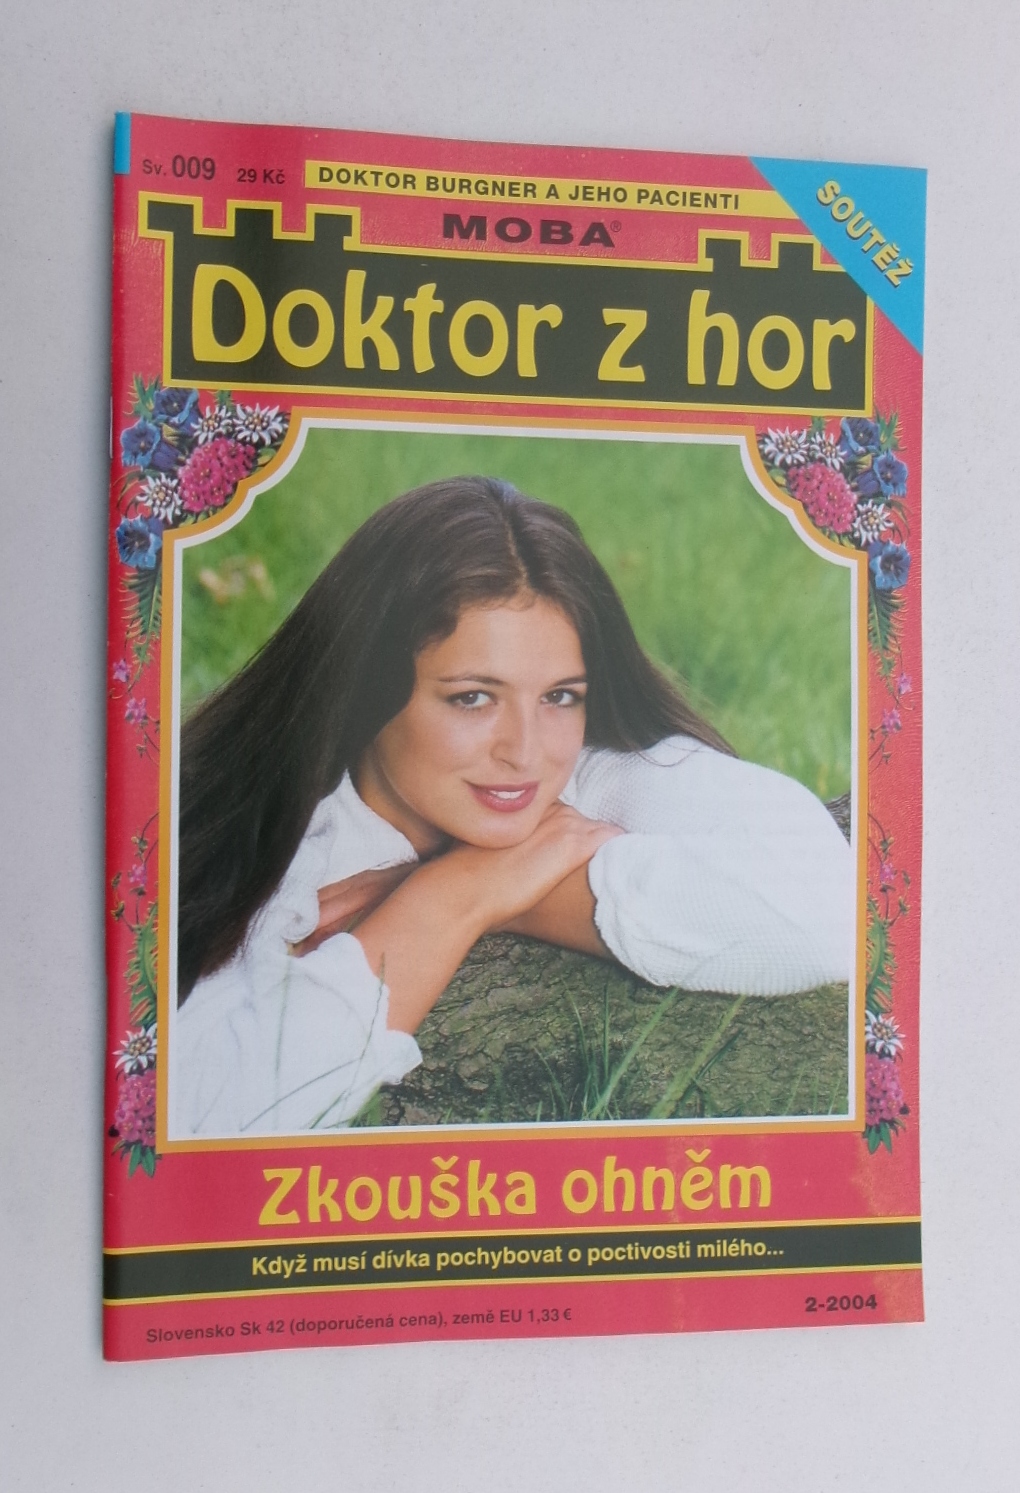 Sv. 009 29 Kč
DOKTOR BURGNER A JEHO PACIENTI
SOUTĚŽ
MOBA®
Doktor z hor
Zkouška ohněm
Když musí dívka pochybovat o poctivosti milého...
Slovensko Sk 42 (doporučená cena), země EU 1,33 €
2-2004